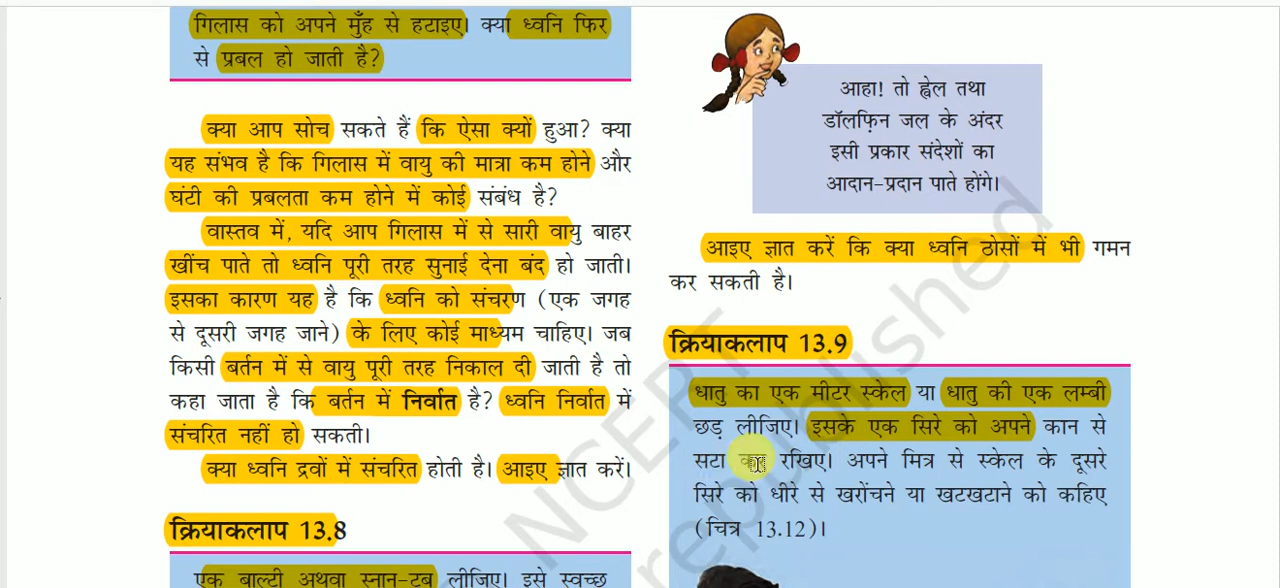 गिलास को अपने मुँह से हटाइए। क्या ध्वनि फिर
से प्रबल हो जाती है?
क्या आप सोच सकते हैं कि ऐसा क्यों हुआ? क्या
यह संभव है कि गिलास में वायु की मात्रा कम होने और
घंटी की प्रबलता कम होने में कोई संबंध है?
वास्तव में, यदि आप गिलास में से सारी वायु बाहर
खींच पाते तो ध्वनि पूरी तरह सुनाई देना बंद हो जाती।
इसका कारण यह है कि ध्वनि को संचरण (एक जगह
से दूसरी जगह जाने) के लिए कोई माध्यम चाहिए। जब
किसी बर्तन में से वायु पूरी तरह निकाल दी जाती है तो
कहा जाता है कि बर्तन में निर्वात है? ध्वनि निर्वात में
संचरित नहीं हो सकती।
क्या ध्वनि द्रवों में संचरित होती है। आइए ज्ञात करें।
क्रियाकलाप 13.8
एक बाल्टी अथवा स्नान-टब लीजिए। इसे स्वच्छ
आहा! तो ह्वेल तथा
डॉलफ़िन जल के अंदर
इसी प्रकार संदेशों का
आदान-प्रदान पाते होंगे।
आइए ज्ञात करें कि क्या ध्वनि ठोसों में भी गमन
कर सकती है।
क्रियाकलाप 13.9
धातु का एक मीटर स्केल या धातु की एक लम्बी
छड़ लीजिए। इसके एक सिरे को अपने कान से
सटा कर रखिए। अपने मित्र से स्केल के दूसरे
सिरे को धीरे से खरोंचने या खटखटाने को कहिए
(चित्र 13.12)।
NCERT
republished